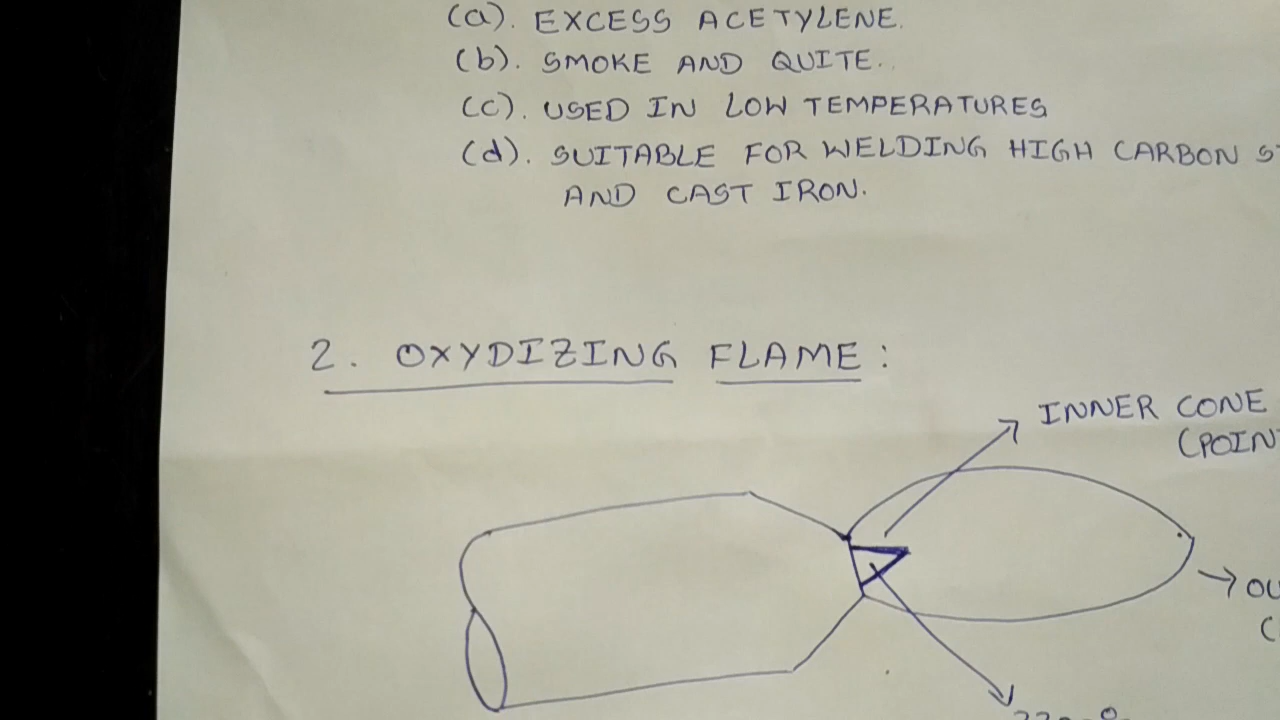 (a). EXCESS ACETYLENE.
(b). SMOKE AND QUITE.
(c). USED IN LOW TEMPERATURES
(d). SUITABLE FOR WELDING HIGH CARBON
AND CAST IRON.
2. OXYDIZING FLAME:
INNER CONE